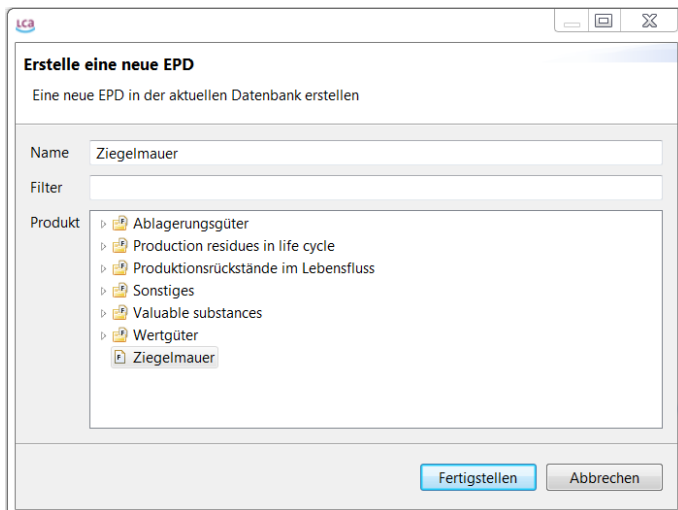 LCA
Erstelle eine neue EPD
Eine neue EPD in der aktuellen Datenbank erstellen
Name Ziegelmauer
Filter
Produkt
Ablagerungsgüter
Production residues in life cycle
Produktionsrückstände im Lebensfluss
Sonstiges
Valuable substances
Wertgüter
Ziegelmauer
Fertigstellen Abbrechen